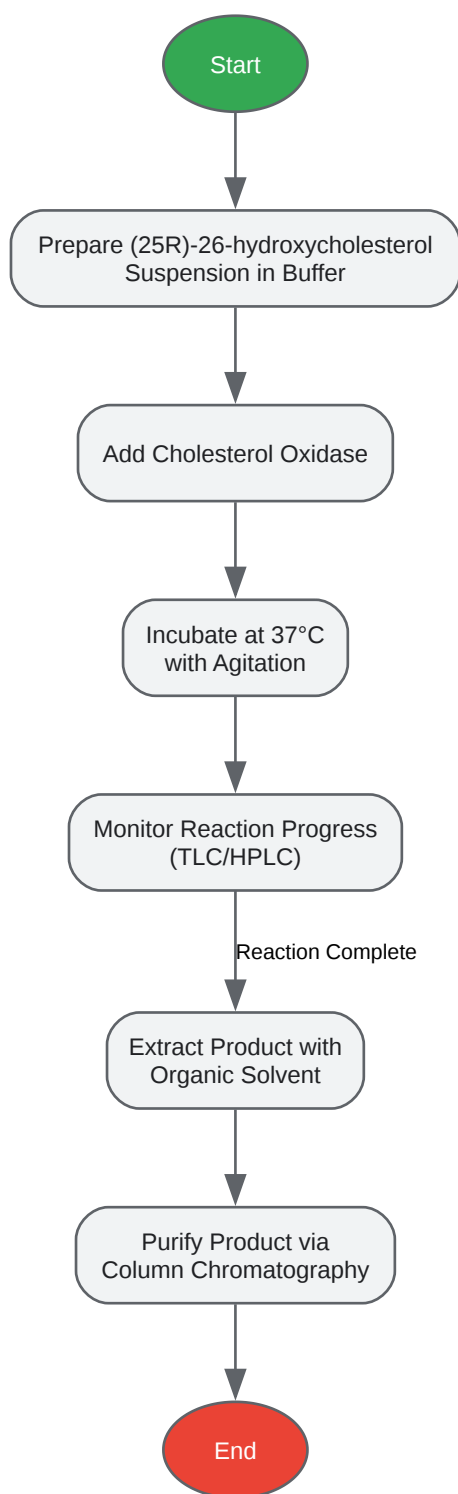 Start
Prepare (25R)-26-hydroxycholesterol
Suspension in Buffer
Add Cholesterol Oxidase
Incubate at 37°C
with Agitation
Monitor Reaction Progress
(TLC/HPLC)
Reaction Complete
Extract Product with
Organic Solvent
Purify Product via
Column Chromatography
End